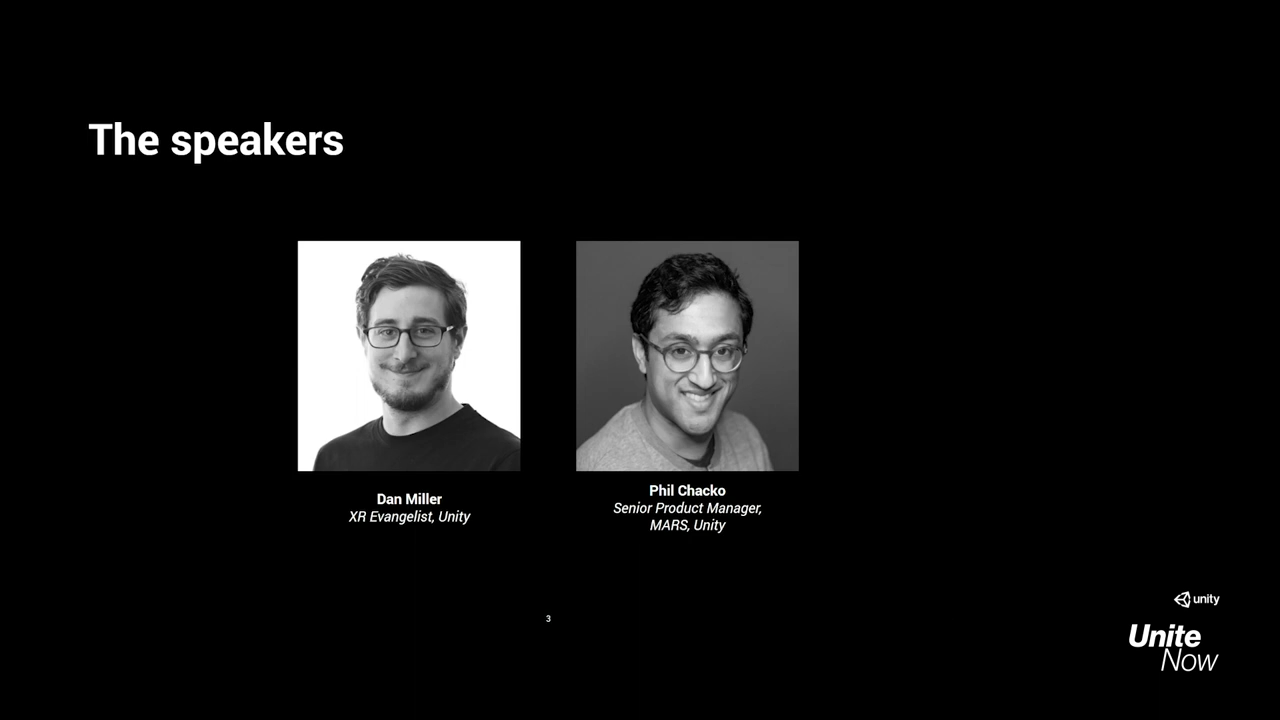 The speakers
Dan Miller
XR Evangelist, Unity
Phil Chacko
Senior Product Manager,
MARS, Unity
3
unity
Unite
Now